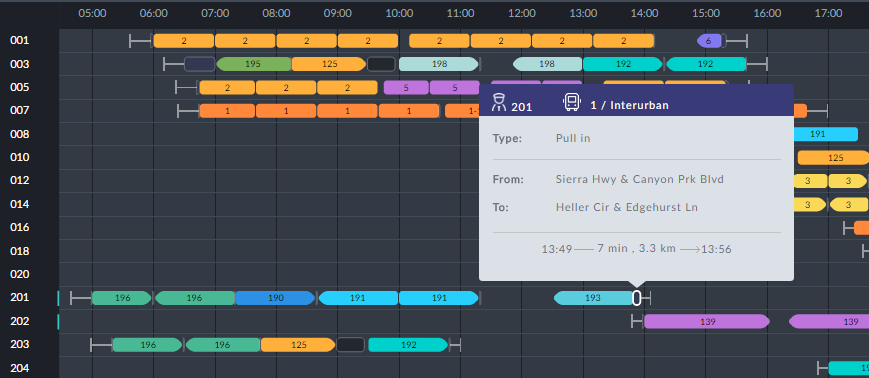 05:00 06:00 07:00 08:00 09:00 10:00 11:00 12:00 13:00 14:00 15:00 16:00 17:00
001 2 2 2 2 2 2 2 2 6
003 195 125 198 198 192 192
005 2 2 2 5 5
007 1 1 1 1 1-
201 1 / Interurban
Type: Pull in
From: Sierra Hwy & Canyon Prk Blvd
To: Heller Cir & Edgehurst Ln
13:49 7 min , 3.3 km 13:56
008 191
010 125
012 3 3
014 3 3
016
018
020
201 196 196 190 191 191 193
202 139 139
203 196 196 125 192
204